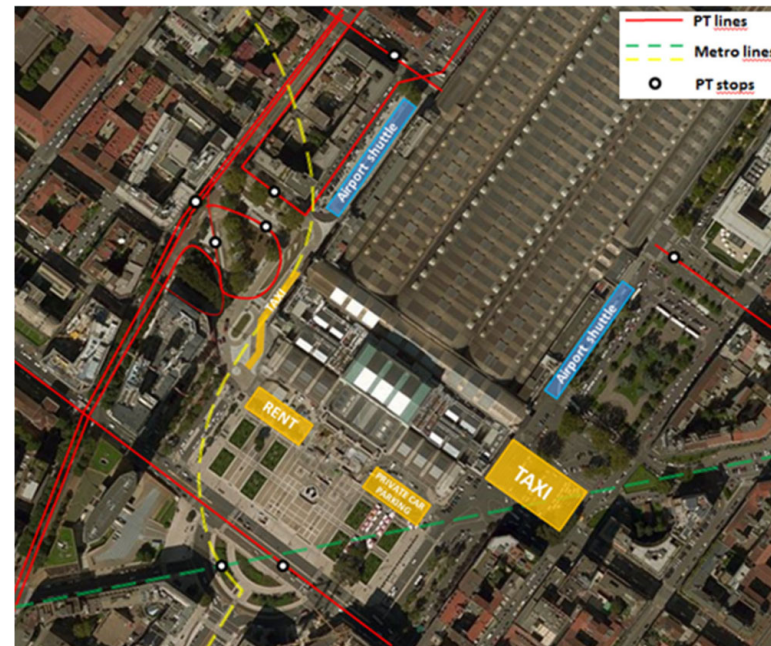 PT lines
Metro lines
PT stops
Airport shuttle
TAXI
Airport shuttle
RENT
PRIVATE CAR
PARKING
TAXI